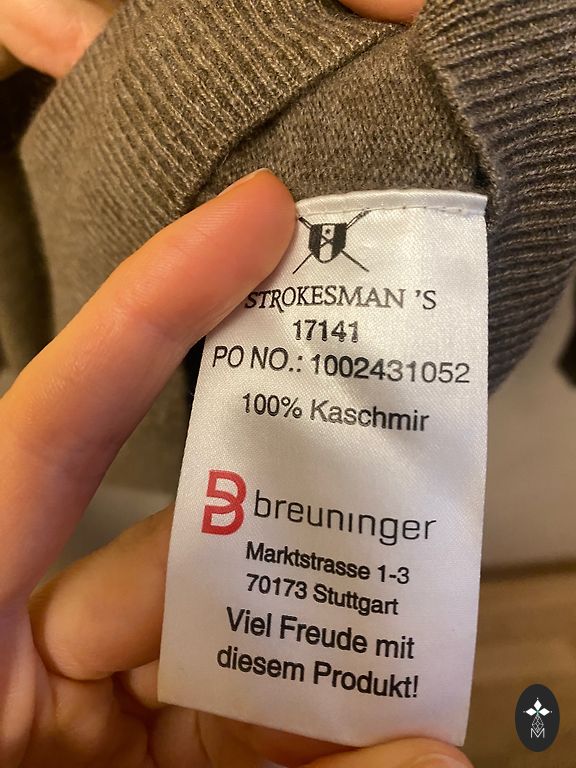 STROKESMAN 'S
17141
PO NO.: 1002431052
100% Kaschmir
breuninger
Marktstrasse 1-3
70173 Stuttgart
Viel Freude mit
diesem Produkt!
M